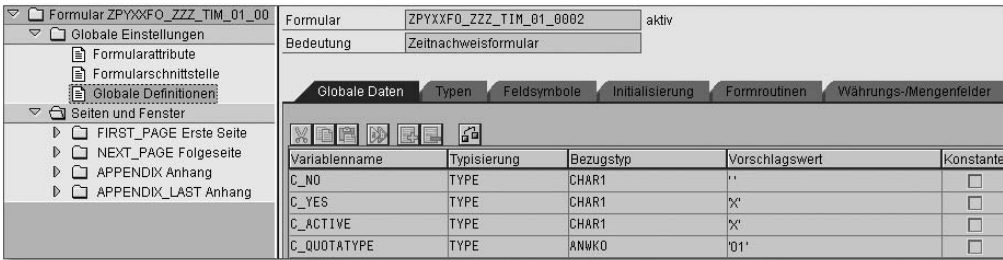 Formular ZPYXXFO_ZZZ_TIM_01_00
Globale Einstellungen
Formularattribute
Formularschnittstelle
Globale Definitionen
Seiten und Fenster
FIRST_PAGE Erste Seite
NEXT_PAGE Folgeseite
APPENDIX Anhang
APPENDIX_LAST Anhang
Formular ZPYXXFO_ZZZ_TIM_01_0002 aktiv
Bedeutung Zeitnachweisformular
Globale Daten Typen Feldsymbole Initialisierung Formroutinen Währungs-/Mengenfelder
Variablenname Typisierung Bezugstyp Vorschlagswert Konstante
C_NO TYPE CHAR1 ' '
C_YES TYPE CHAR1 'X'
C_ACTIVE TYPE CHAR1 'X'
C_QUOTATYPE TYPE ANWKO '01'